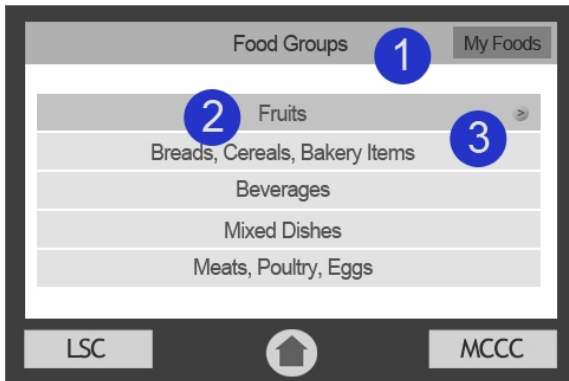 Food Groups 1 My Foods
2 Fruits >
3
Breads, Cereals, Bakery Items
Beverages
Mixed Dishes
Meats, Poultry, Eggs
LSC MCCC